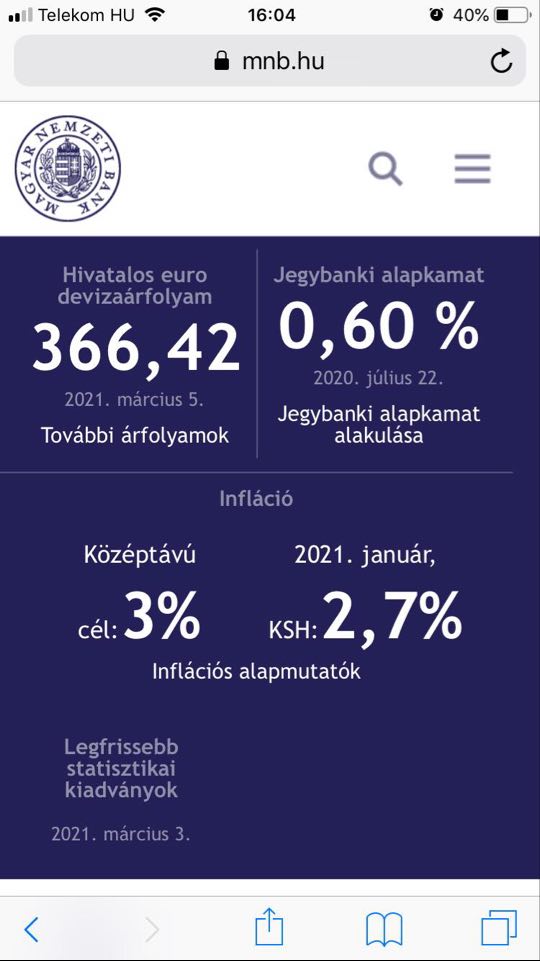 Telekom HU
16:04
40%
mnb.hu
MAGYAR NEMZETI BANK
Hivatalos euro
devizaárfolyam
366,42
2021. március 5.
További árfolyamok
Jegybanki alapkamat
0,60 %
2020. július 22.
Jegybanki alapkamat
alakulása
Infláció
Középtávú
cél: 3%
2021. január,
KSH: 2,7%
Inflációs alapmutatók
Legfrissebb
statisztikai
kiadványok
2021. március 3.